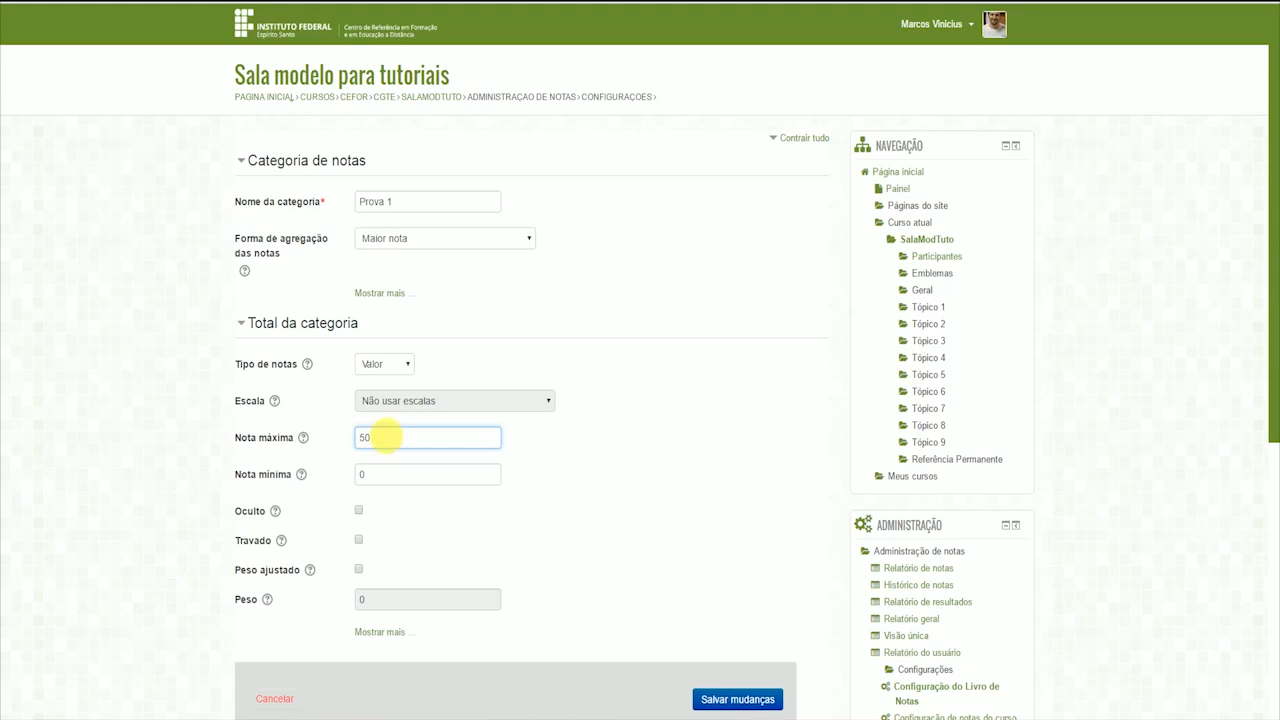 INSTITUTO FEDERAL
Espírito Santo
Centro de Referência em Formação
e em Educação a Distância
Marcos Vinicius
Sala modelo para tutoriais
PÁGINA INICIAL › CURSOS › CEFOR › CGTE › SALAMODTUTO › ADMINISTRAÇÃO DE NOTAS › CONFIGURAÇÕES ›
Contrair tudo
Categoria de notas
Nome da categoria*
Prova 1
Forma de agregação
das notas
Maior nota
Mostrar mais ...
Total da categoria
Tipo de notas
Valor
Escala
Não usar escalas
Nota máxima
50
Nota mínima
0
Oculto
Travado
Peso ajustado
Peso
0
Mostrar mais ...
Cancelar
Salvar mudanças
NAVEGAÇÃO
Página inicial
Painel
Páginas do site
Curso atual
SalaModTuto
Participantes
Emblemas
Geral
Tópico 1
Tópico 2
Tópico 3
Tópico 4
Tópico 5
Tópico 6
Tópico 7
Tópico 8
Tópico 9
Referência Permanente
Meus cursos
ADMINISTRAÇÃO
Administração de notas
Relatório de notas
Histórico de notas
Relatório de resultados
Relatório geral
Visão única
Relatório do usuário
Configurações
Configuração do Livro de
Notas
Configuração de notas do curso